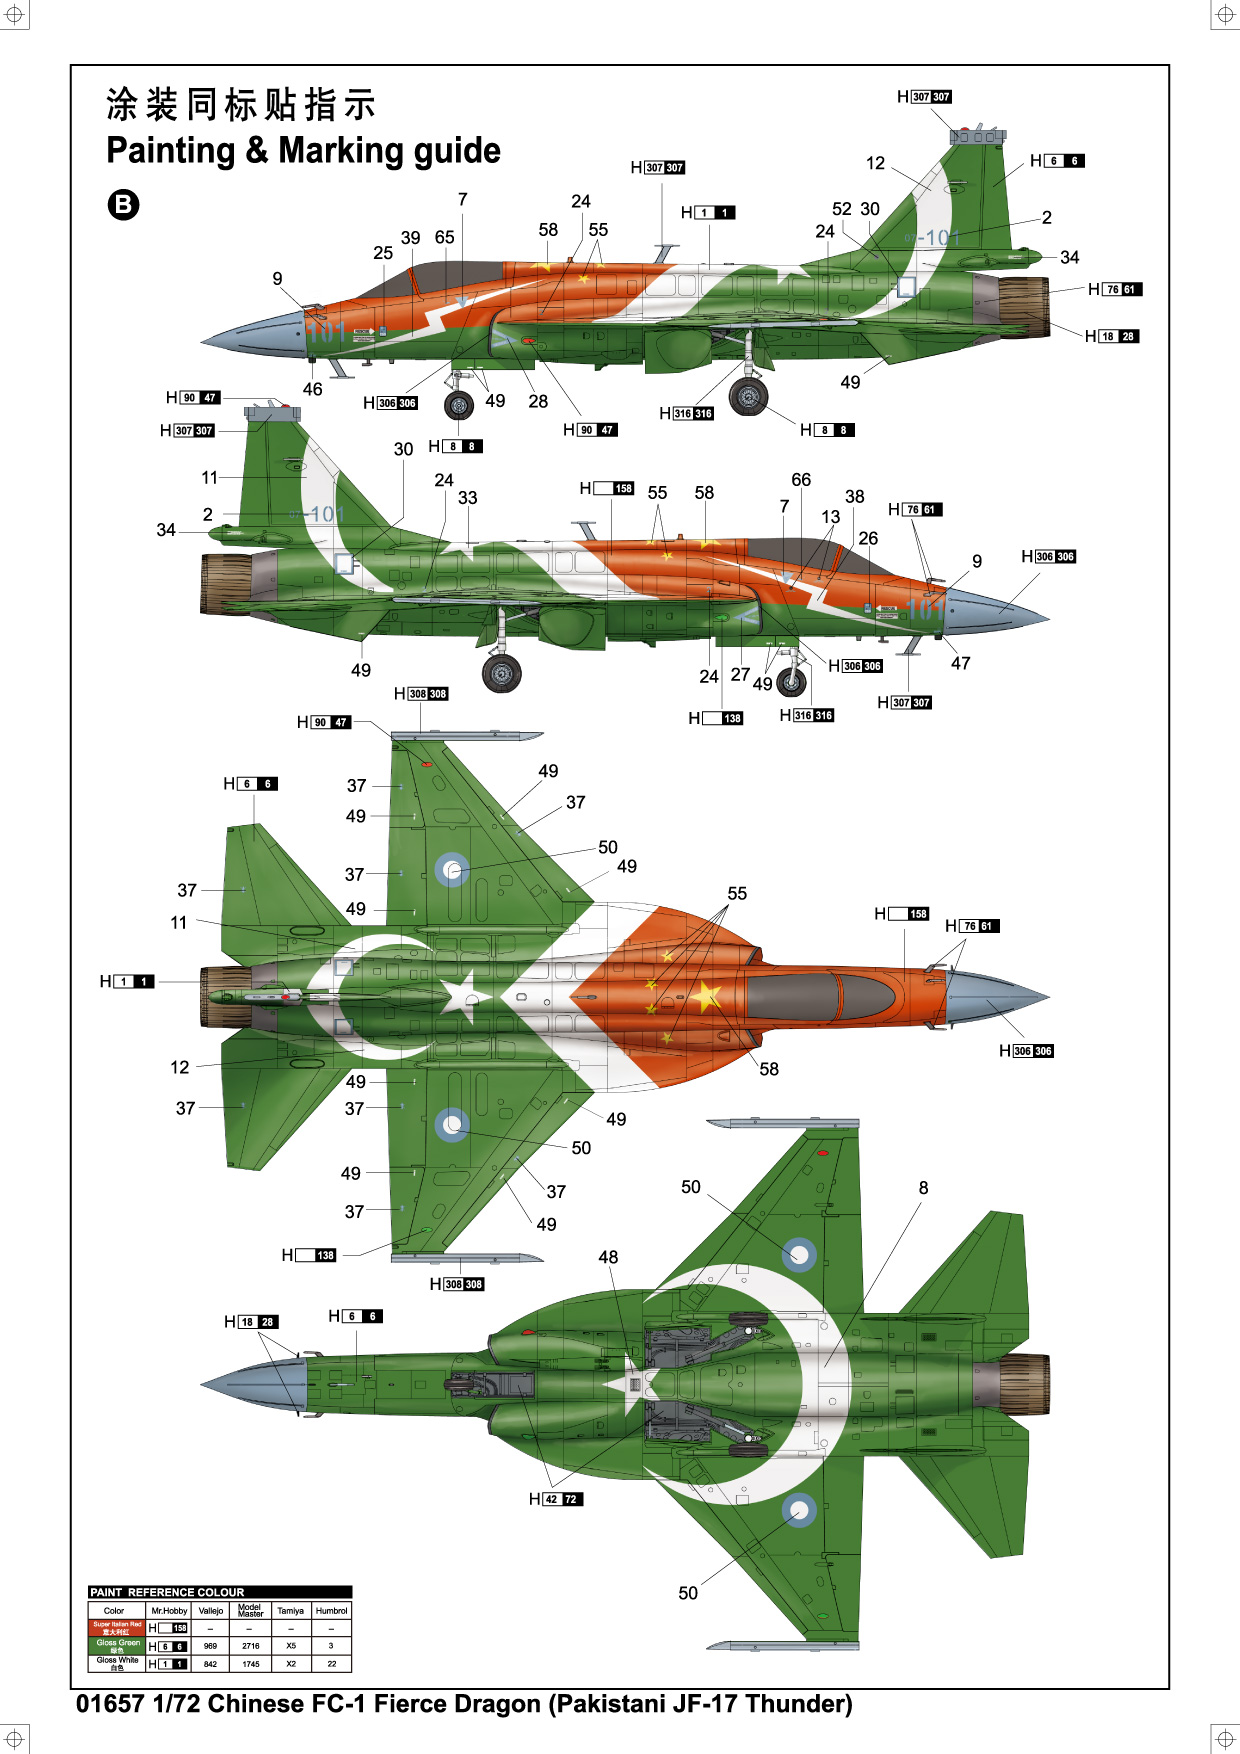 涂装同标贴指示
Painting & Marking guide
B
H 307 307
12
H 6 6
H 307 307
7
24
H 1 1
52 30
2
58
55
24
39
65
25
34
9
07-101
H 76 61
101
H 18 28
46
49
H 306 306
49
28
H 316 316
H 90 47
H 90 47
H 8 8
H 8 8
H 307 307
30
11
24
33
H 158
55
58
66
38
7
13
H 76 61
2
07-101
34
26
9
H 306 306
101
49
24
27
49
H 306 306
47
H 307 307
H 308 308
H 90 47
H 138
H 316 316
H 6 6
37
49
49
37
50
49
37
37
49
11
55
H 158
H 76 61
H 1 1
H 306 306
12
58
49
37
37
49
50
49
37
37
49
H 138
H 308 308
50
8
48
H 18 28
H 6 6
H 42 72
50
PAINT REFERENCE COLOUR
Color Mr.Hobby Vallejo Model Master Tamiya Humbrol
Super Italian Red 意大利红 H 158 – – – –
Gloss Green 绿色 H 6 6 969 2716 X5 3
Gloss White 白色 H 1 1 842 1745 X2 22
01657 1/72 Chinese FC-1 Fierce Dragon (Pakistani JF-17 Thunder)